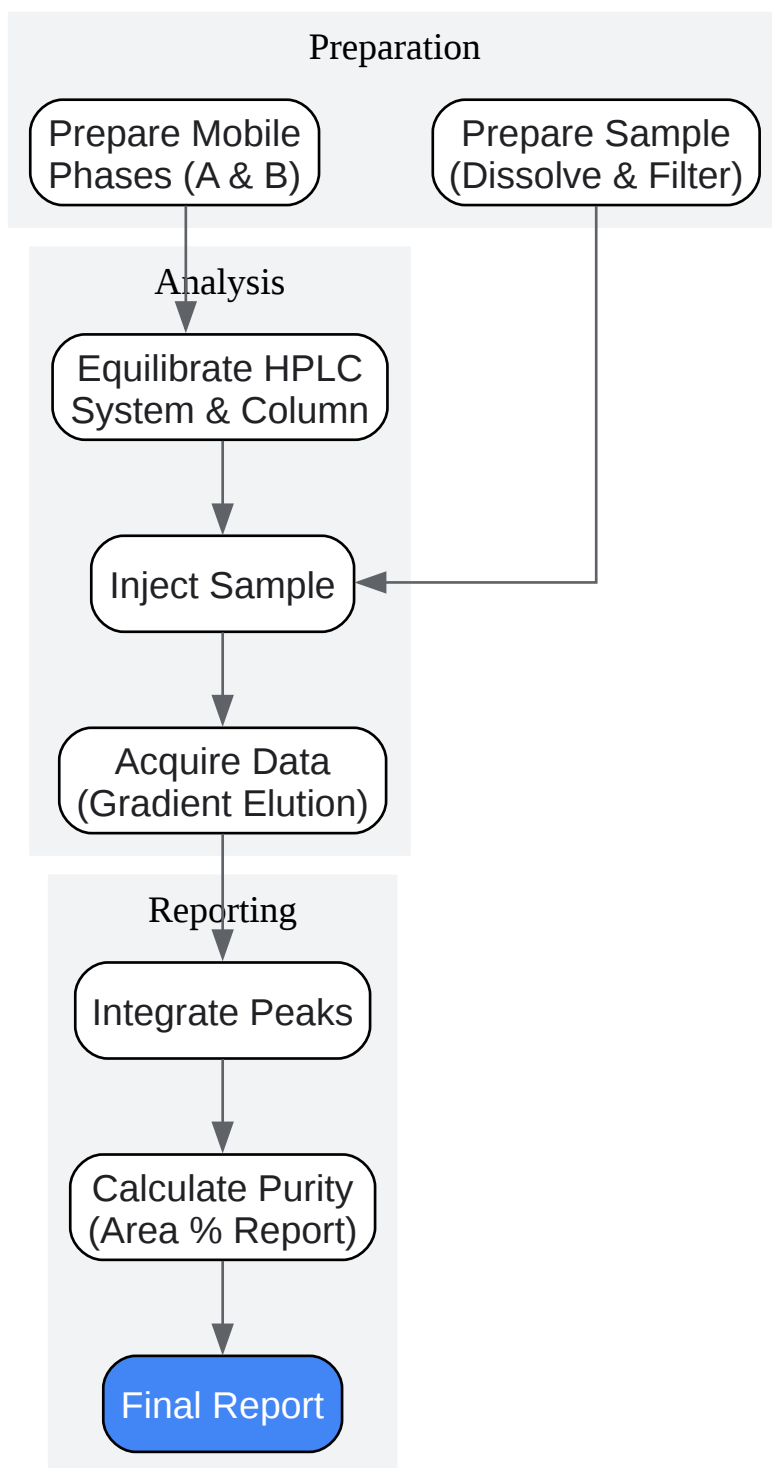 Preparation
Prepare Mobile
Phases (A & B)
Prepare Sample
(Dissolve & Filter)
Analysis
Equilibrate HPLC
System & Column
Inject Sample
Acquire Data
(Gradient Elution)
Reporting
Integrate Peaks
Calculate Purity
(Area % Report)
Final Report